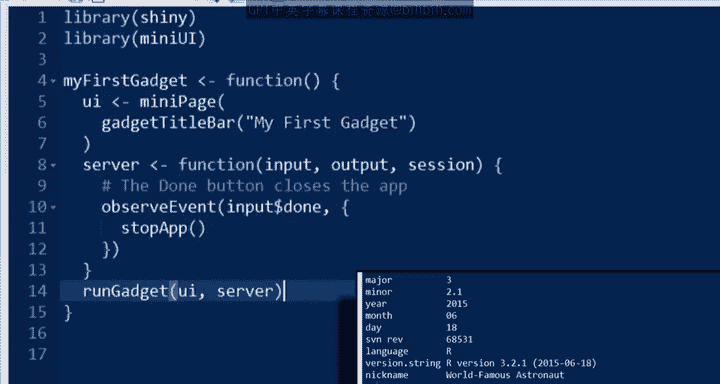 1 library(shiny)
2 library(miniUI)
3
4 myFirstGadget <- function() {
5   ui <- miniPage(
6     gadgetTitleBar("My First Gadget")
7   )
8   server <- function(input, output, session) {
9     # The Done button closes the app
10     observeEvent(input$done, {
11       stopApp()
12     })
13   }
14   runGadget(ui, server)
15 }
16
17
major 3
minor 2.1
year 2015
month 06
day 18
svn rev 68531
language R
version.string R version 3.2.1 (2015-06-18)
nickname World-Famous Astronaut